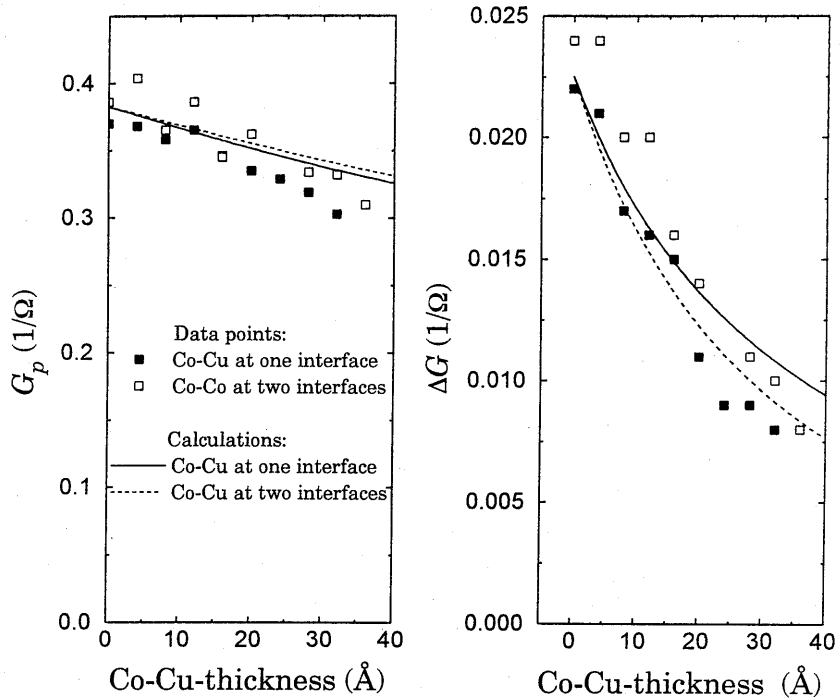 0.4
0.3
0.2
0.1
0.0
G_p (1/Ω)
Data points:
Co-Cu at one interface
Co-Co at two interfaces
Calculations:
Co-Cu at one interface
Co-Cu at two interfaces
0 10 20 30 40
Co-Cu-thickness (Å)
0.025
0.020
0.015
0.010
0.005
0.000
ΔG (1/Ω)
0 10 20 30 40
Co-Cu-thickness (Å)